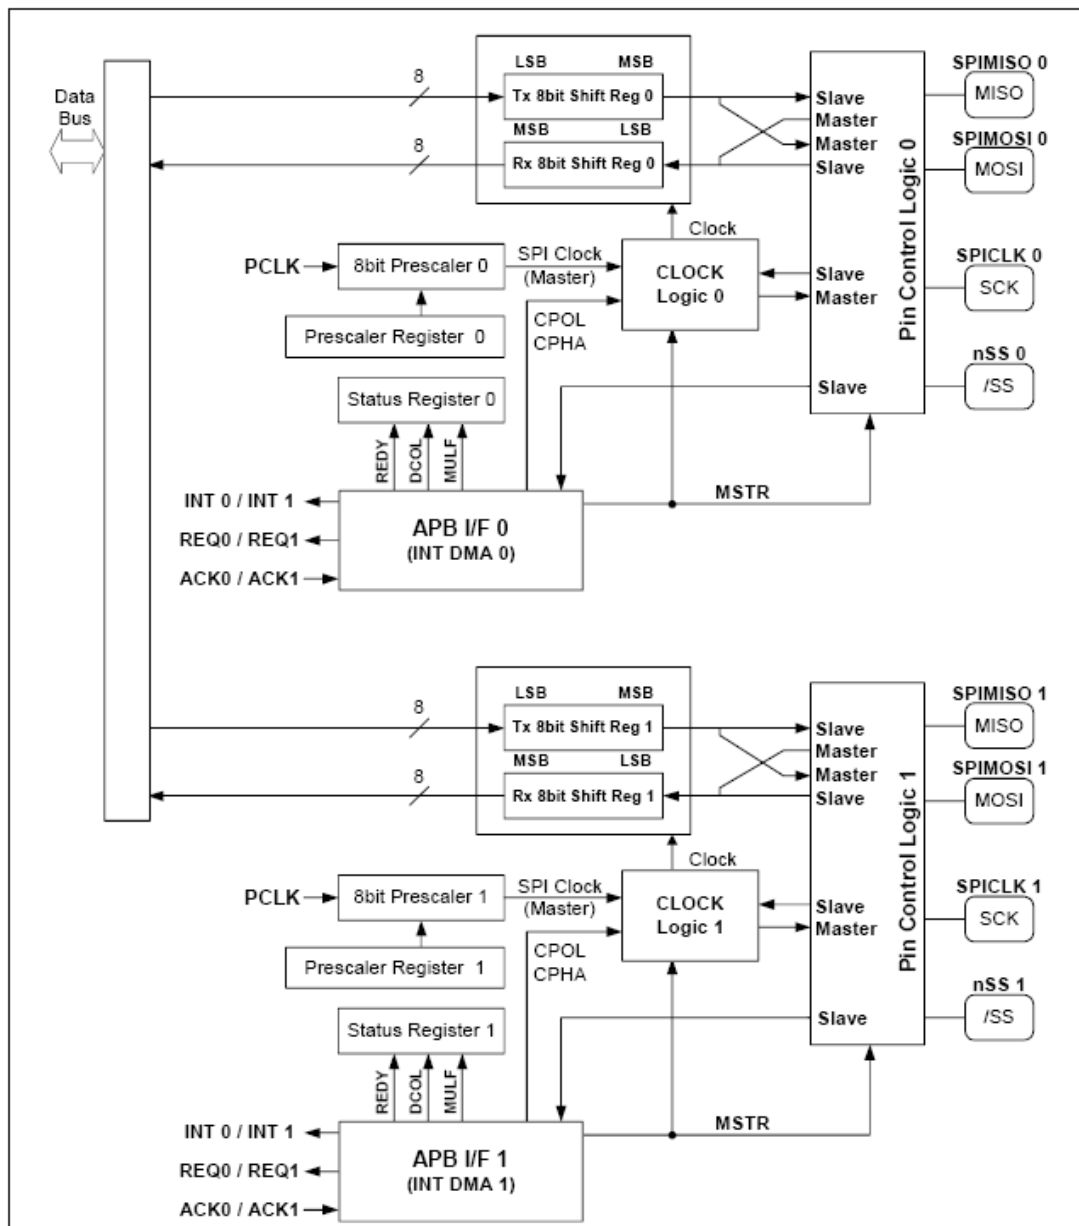 LSB MSB
SPIMISO 0
8
Data
Bus
Tx 8bit Shift Reg 0
Slave
MISO
Master
MSB LSB
SPIMOSI 0
8
Master
Rx 8bit Shift Reg 0
Slave
MOSI
Pin Control Logic 0
Clock
PCLK
8bit Prescaler 0
SPI Clock
(Master)
CLOCK
Logic 0
Slave
Master
SPICLK 0
SCK
Prescaler Register 0
CPOL
CPHA
nSS 0
Status Register 0
Slave
/SS
REDY
DCOL
MULF
INT 0 / INT 1
MSTR
APB I/F 0
(INT DMA 0)
REQ0 / REQ1
ACK0 / ACK1
LSB MSB
SPIMISO 1
8
Tx 8bit Shift Reg 1
Slave
MISO
Master
MSB LSB
SPIMOSI 1
8
Master
Rx 8bit Shift Reg 1
Slave
MOSI
Pin Control Logic 1
Clock
PCLK
8bit Prescaler 1
SPI Clock
(Master)
CLOCK
Logic 1
Slave
Master
SPICLK 1
SCK
Prescaler Register 1
CPOL
CPHA
nSS 1
Status Register 1
Slave
/SS
REDY
DCOL
MULF
INT 0 / INT 1
MSTR
APB I/F 1
(INT DMA 1)
REQ0 / REQ1
ACK0 / ACK1